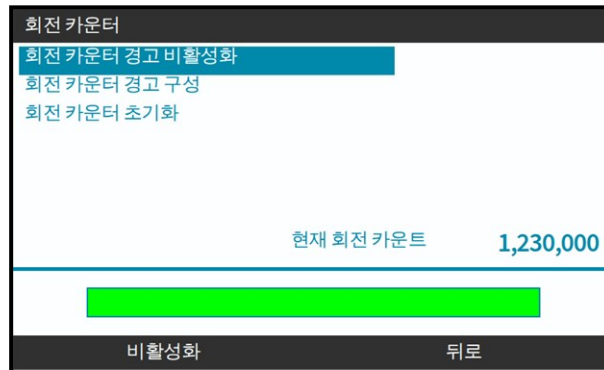 회전 카운터
회전 카운터 경고 비활성화
회전 카운터 경고 구성
회전 카운터 초기화
현재 회전 카운트 1,230,000
비활성화 뒤로